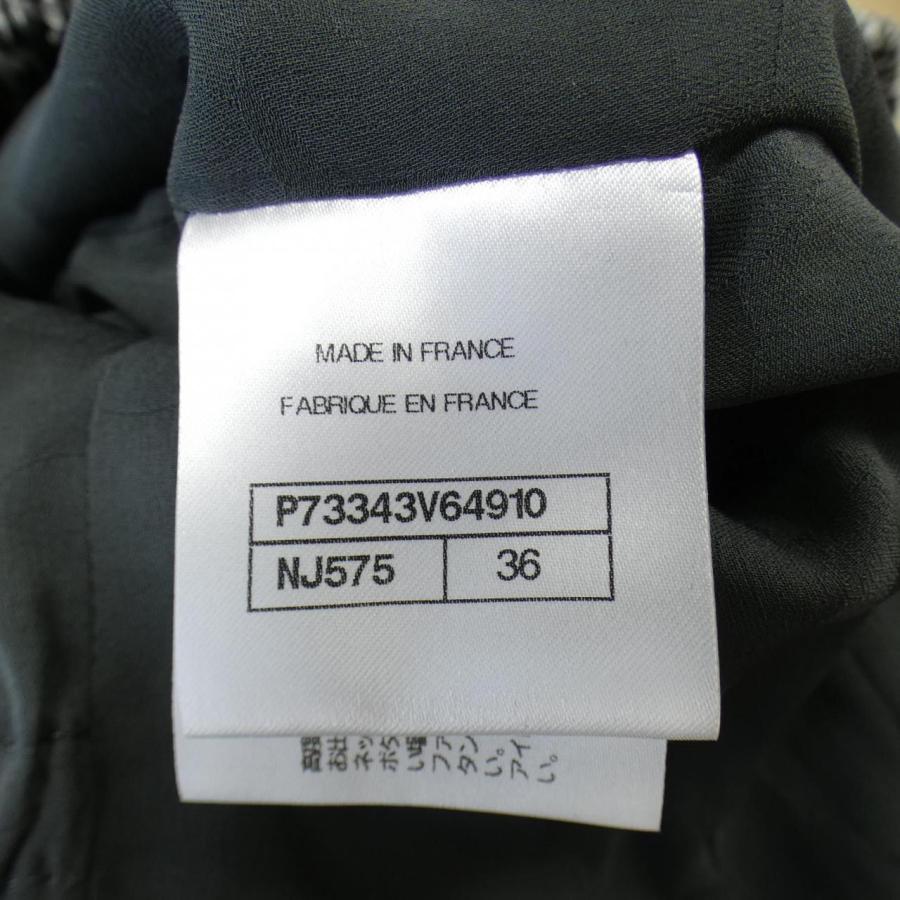 MADE IN FRANCE
FABRIQUE EN FRANCE
P73343V64910
NJ575 36